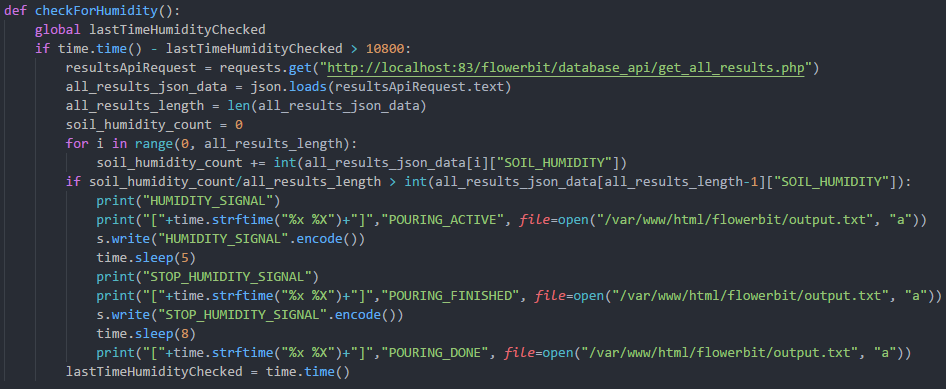 def checkForHumidity():
    global lastTimeHumidityChecked
    if time.time() - lastTimeHumidityChecked > 10800:
        resultsApiRequest = requests.get("http://localhost:83/flowerbit/database_api/get_all_results.php")
        all_results_json_data = json.loads(resultsApiRequest.text)
        all_results_length = len(all_results_json_data)
        soil_humidity_count = 0
        for i in range(0, all_results_length):
            soil_humidity_count += int(all_results_json_data[i]["SOIL_HUMIDITY"])
        if soil_humidity_count/all_results_length > int(all_results_json_data[all_results_length-1]["SOIL_HUMIDITY"]):
            print("HUMIDITY_SIGNAL")
            print("["+time.strftime("%x %X")+"]","POURING_ACTIVE", file=open("/var/www/html/flowerbit/output.txt", "a"))
            s.write("HUMIDITY_SIGNAL".encode())
            time.sleep(5)
            print("STOP_HUMIDITY_SIGNAL")
            print("["+time.strftime("%x %X")+"]","POURING_FINISHED", file=open("/var/www/html/flowerbit/output.txt", "a"))
            s.write("STOP_HUMIDITY_SIGNAL".encode())
            time.sleep(8)
            print("["+time.strftime("%x %X")+"]","POURING_DONE", file=open("/var/www/html/flowerbit/output.txt", "a"))
        lastTimeHumidityChecked = time.time()